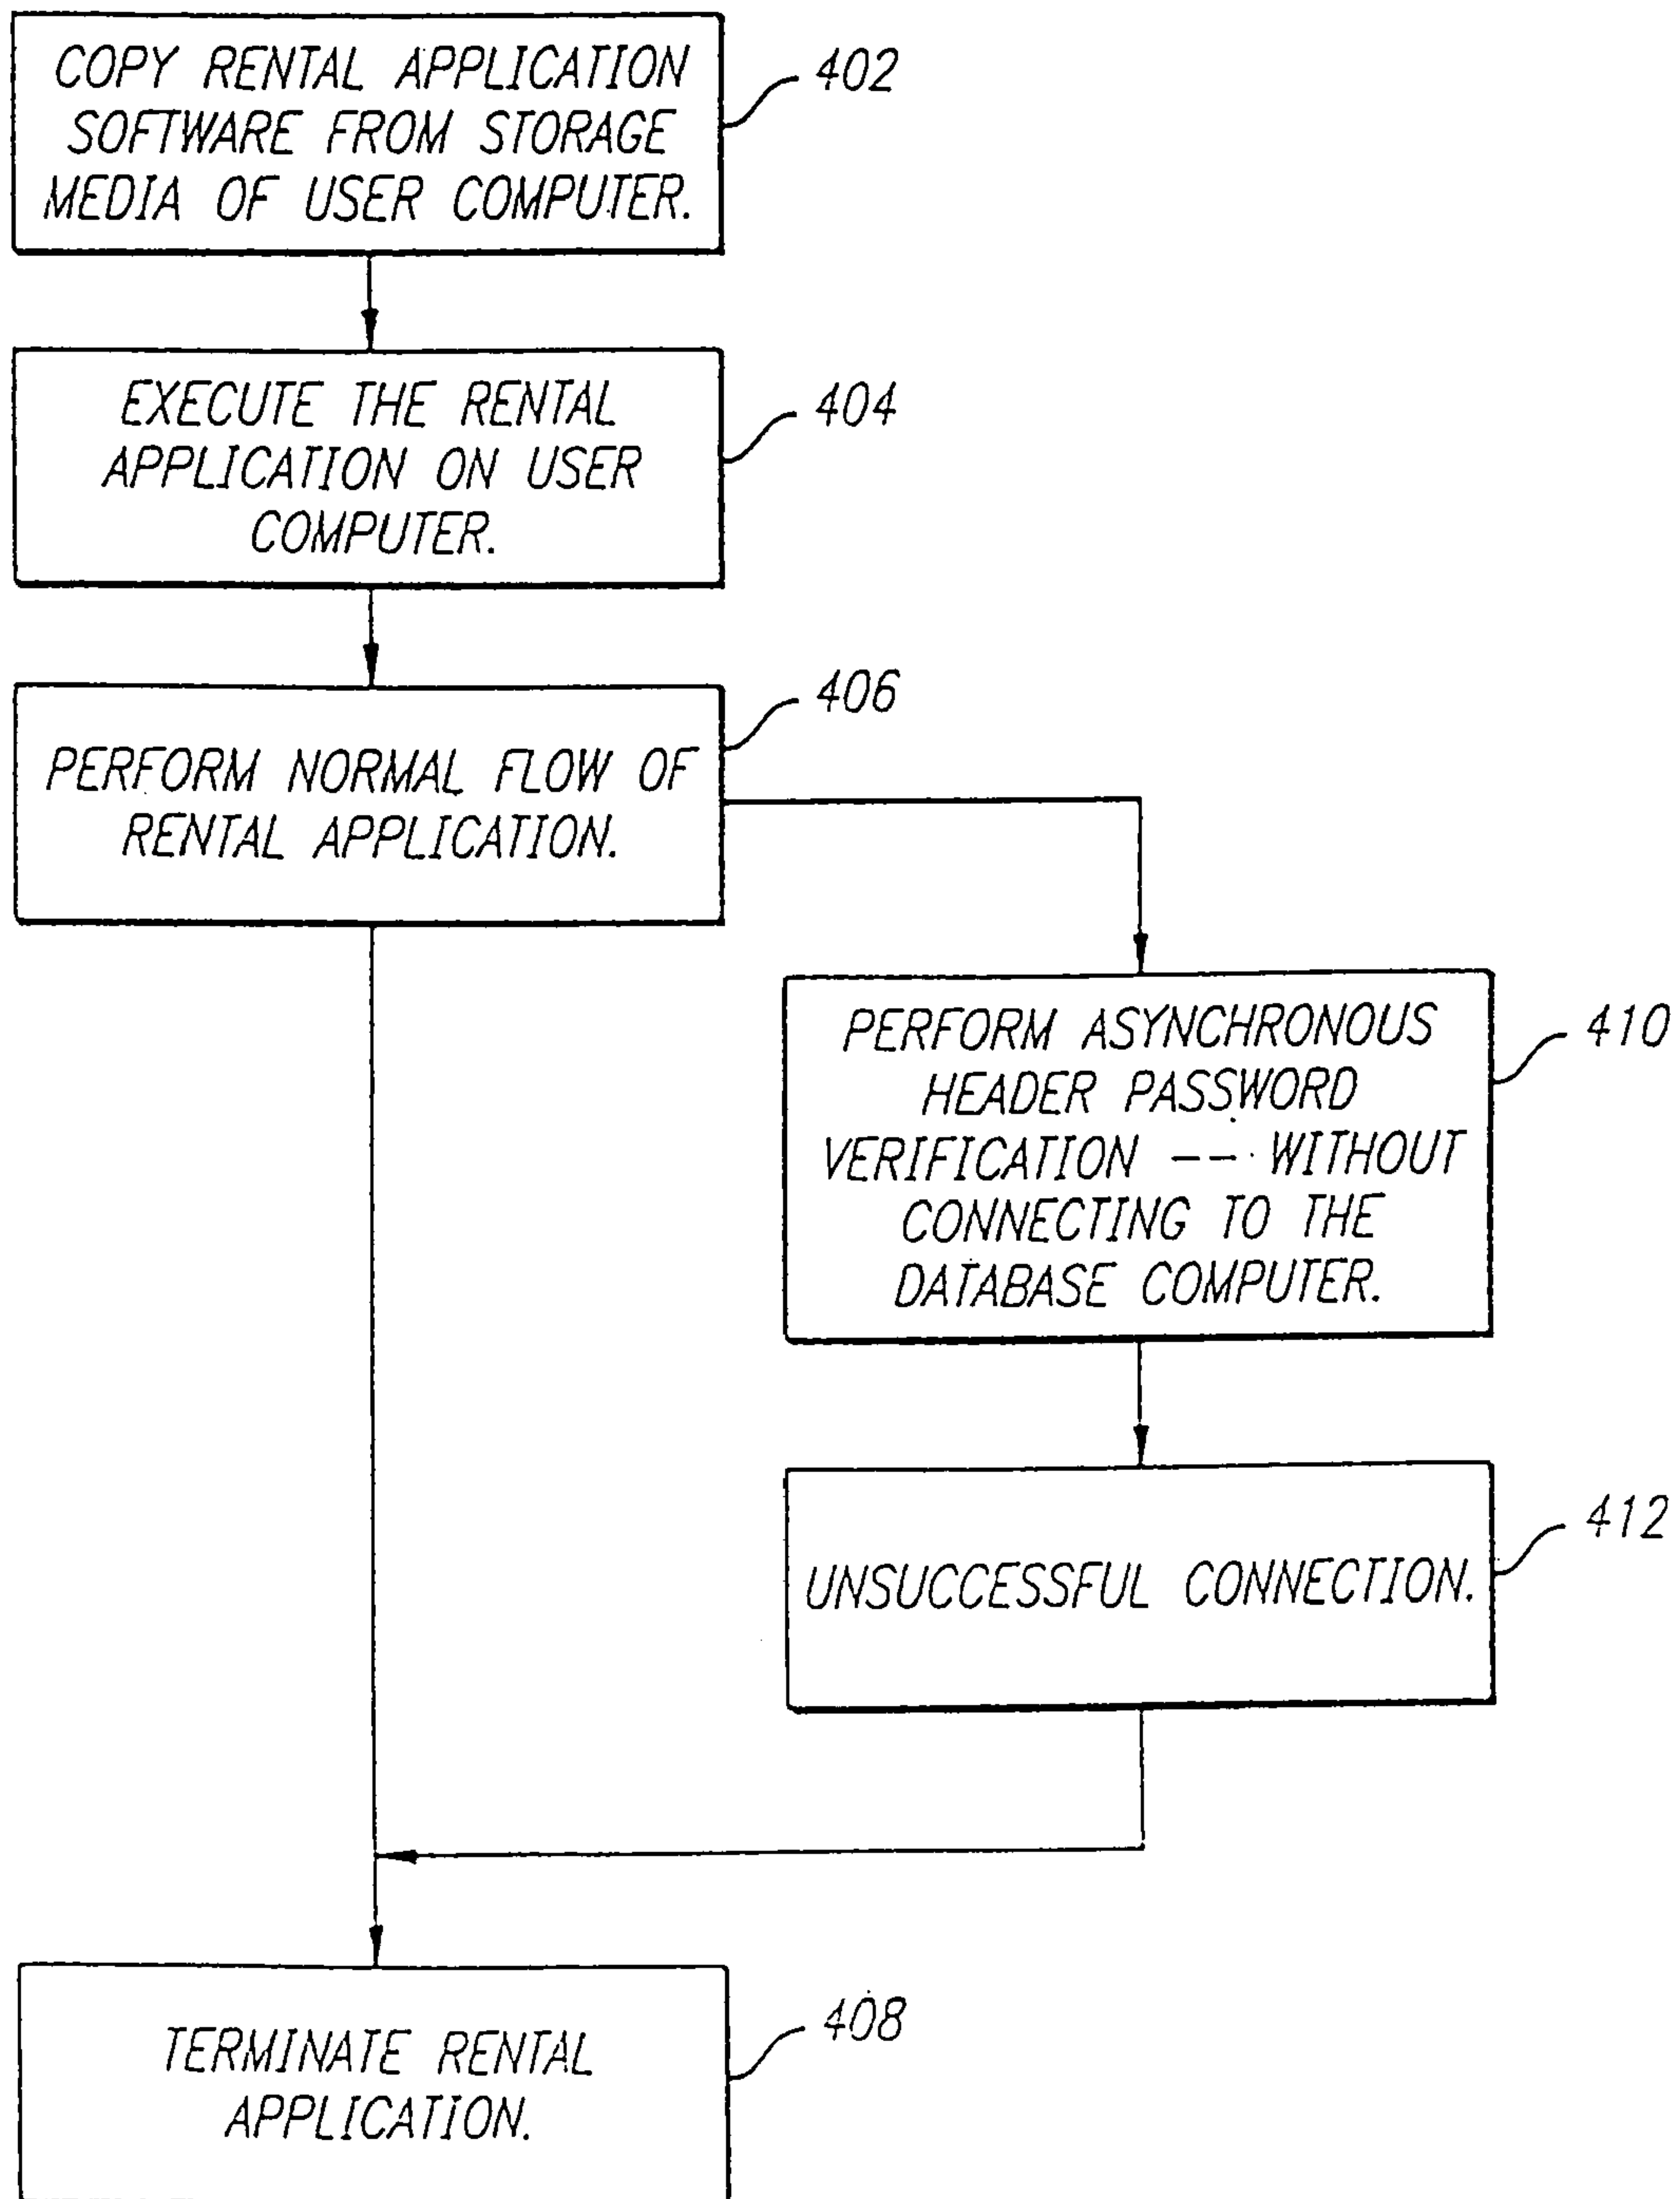 COPY RENTAL APPLICATION
SOFTWARE FROM STORAGE
MEDIA OF USER COMPUTER.
402
EXECUTE THE RENTAL
APPLICATION ON USER
COMPUTER.
404
PERFORM NORMAL FLOW OF
RENTAL APPLICATION.
406
PERFORM ASYNCHRONOUS
HEADER PASSWORD
VERIFICATION -- WITHOUT
CONNECTING TO THE
DATABASE COMPUTER.
410
UNSUCCESSFUL CONNECTION.
412
TERMINATE RENTAL
APPLICATION.
408